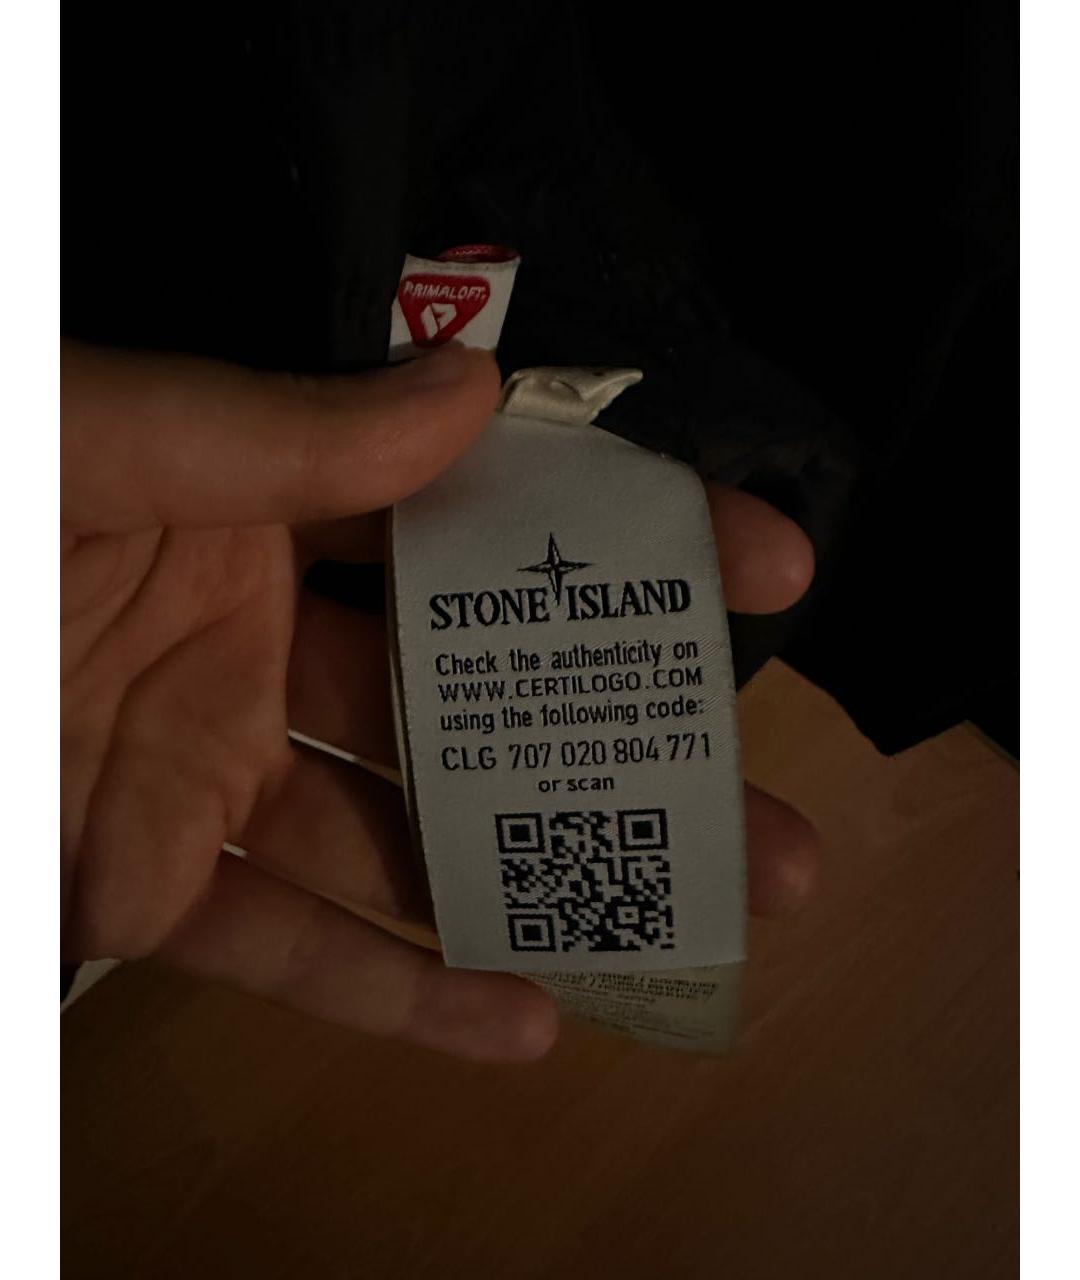 PRIMALOFT
STONE ISLAND
Check the authenticity on
WWW.CERTILOGO.COM
using the following code:
CLG 707 020 804 771
or scan